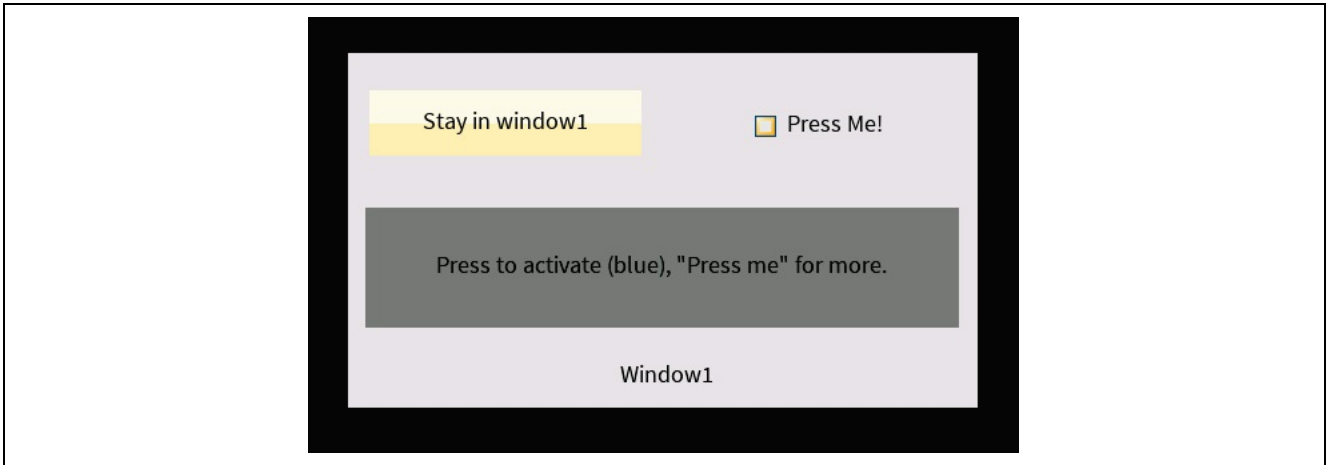 Stay in window1
Press Me!
Press to activate (blue), "Press me" for more.
Window1